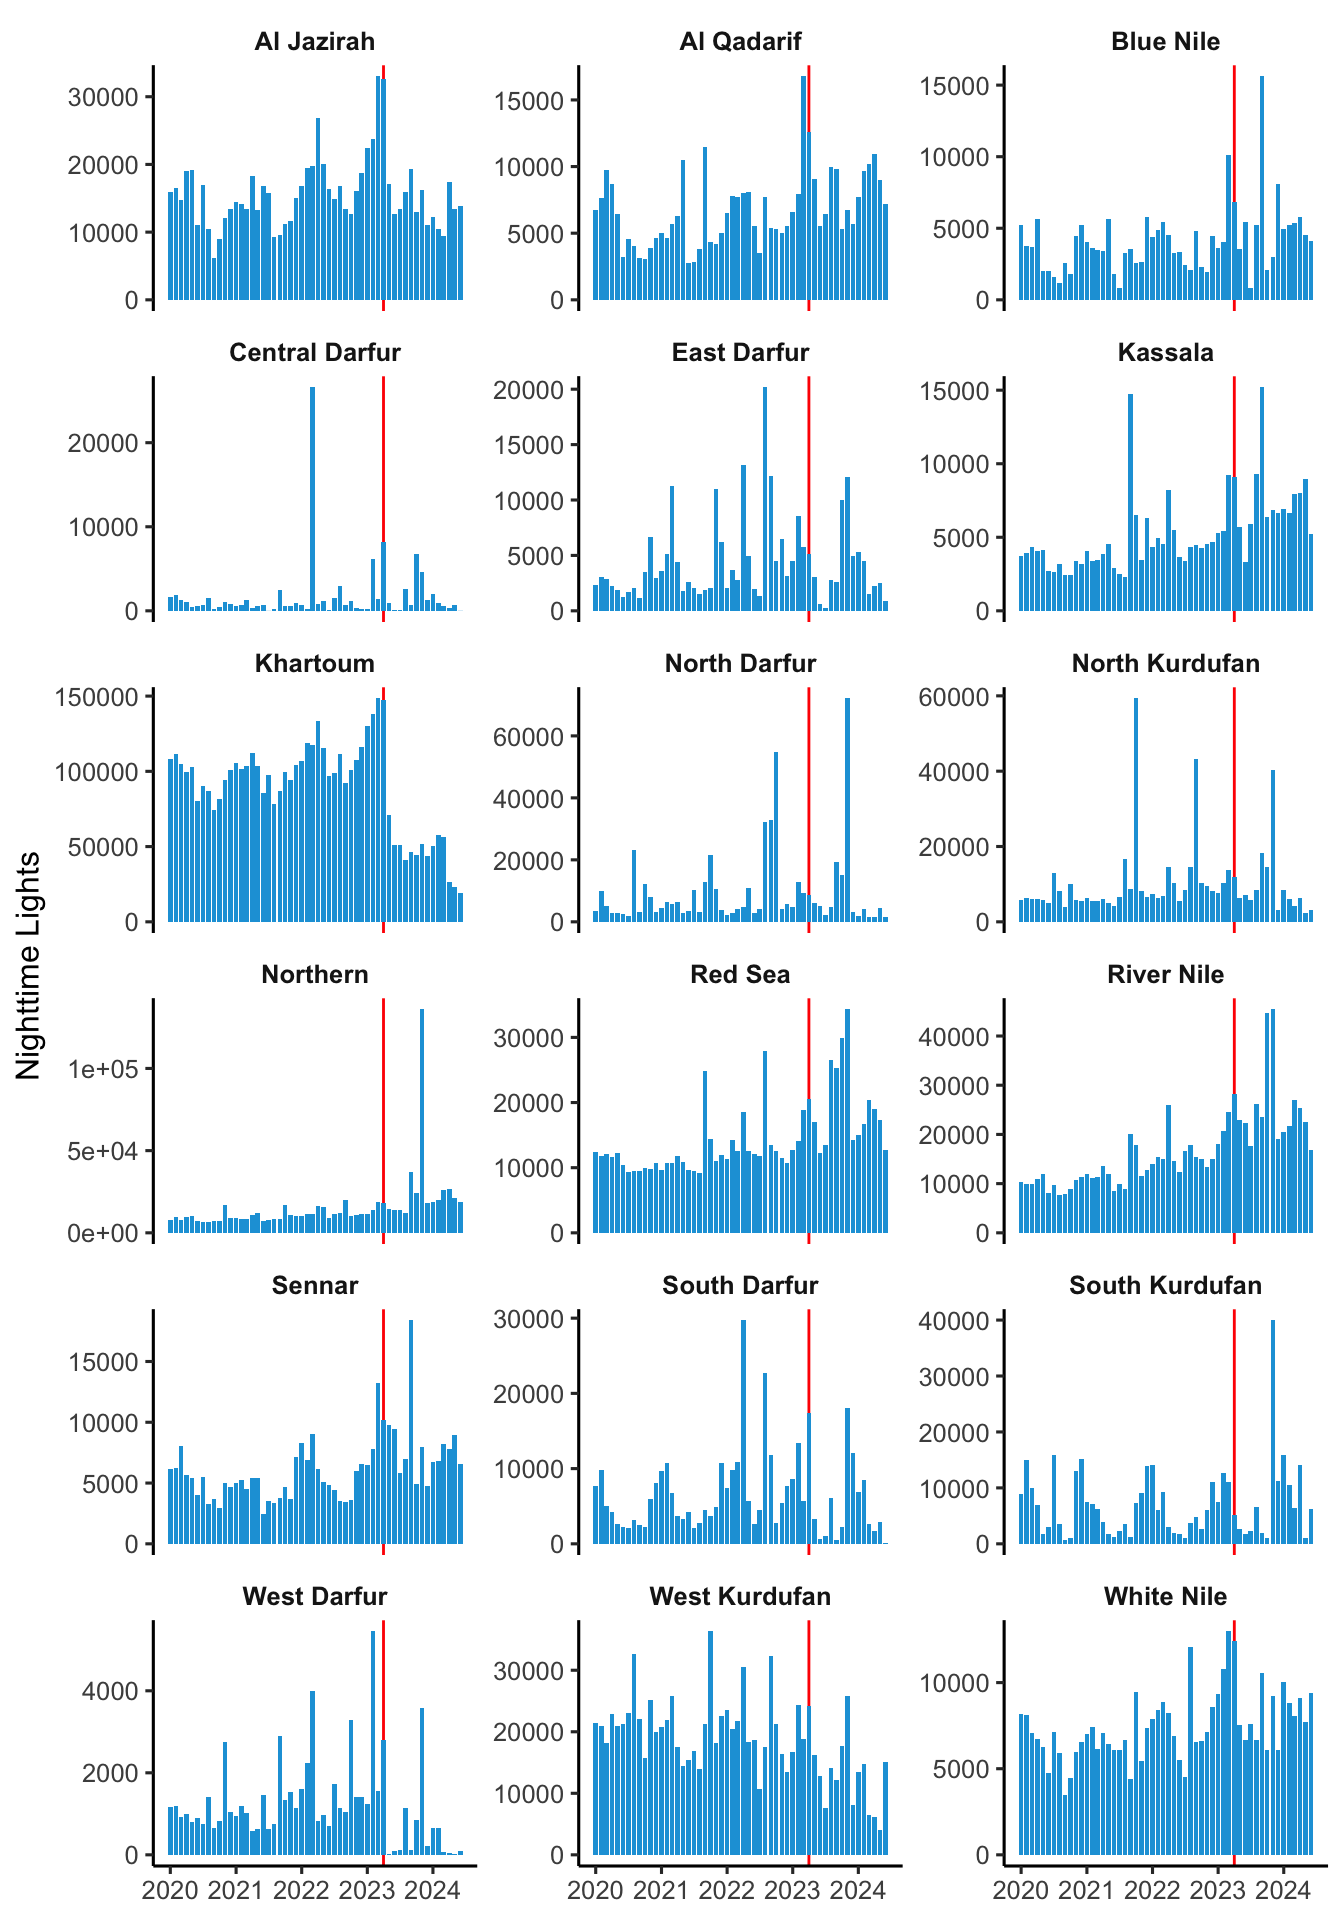 Nighttime Lights
Al Jazirah
30000
20000
10000
0
Al Qadarif
15000
10000
5000
0
Blue Nile
15000
10000
5000
0
Central Darfur
20000
10000
0
East Darfur
20000
15000
10000
5000
0
Kassala
15000
10000
5000
0
Khartoum
150000
100000
50000
0
North Darfur
60000
40000
20000
0
North Kurdufan
60000
40000
20000
0
Northern
1e+05
5e+04
0e+00
Red Sea
30000
20000
10000
0
River Nile
40000
30000
20000
10000
0
Sennar
15000
10000
5000
0
South Darfur
30000
20000
10000
0
South Kurdufan
40000
30000
20000
10000
0
West Darfur
4000
2000
0
2020 2021 2022 2023 2024
West Kurdufan
30000
20000
10000
0
2020 2021 2022 2023 2024
White Nile
10000
5000
0
2020 2021 2022 2023 2024